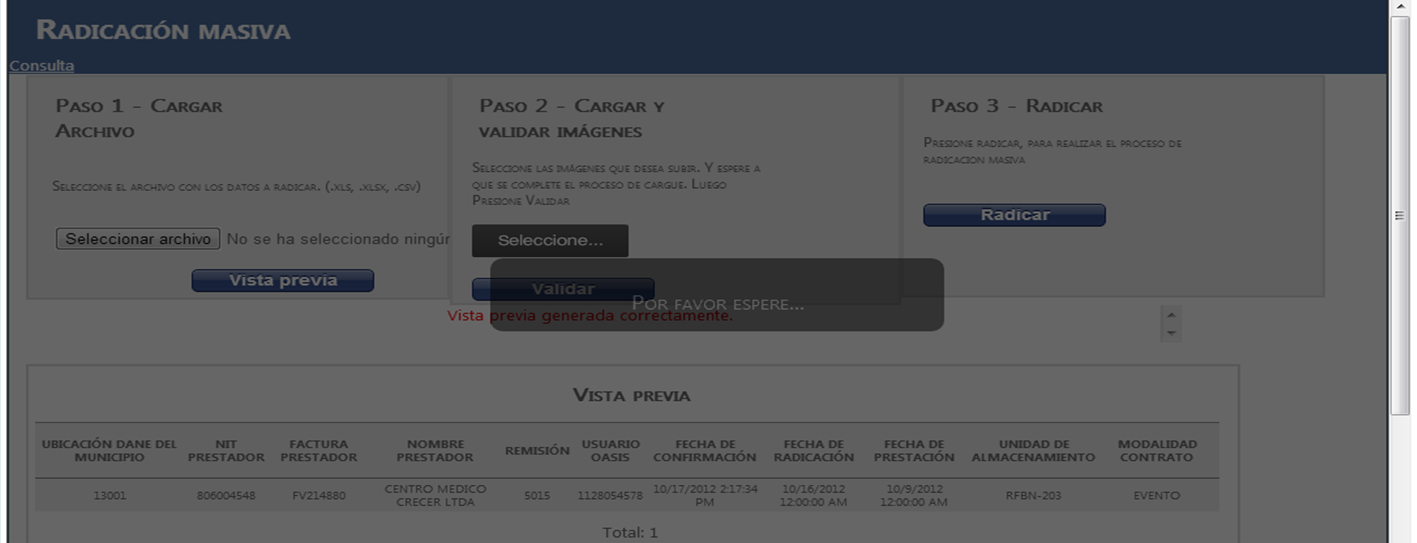 Radicación masiva
Consulta
Paso 1 - Cargar
Archivo
Seleccione el archivo con los datos a radicar. (.xls, .xlsx, .csv)
Seleccionar archivo No se ha seleccionado ningún
Vista previa
Paso 2 - Cargar y
validar imágenes
Seleccione las imágenes que desea subir. Y espere a
que se complete el proceso de cargue. Luego
Presione Validar
Seleccione...
Validar
Paso 3 - Radicar
Presione radicar, para realizar el proceso de
radicacion masiva
Radicar
Por favor espere...
Vista previa generada correctamente.
Vista previa
UBICACIÓN DANE DEL MUNICIPIO NIT PRESTADOR FACTURA PRESTADOR NOMBRE PRESTADOR REMISIÓN USUARIO OASIS FECHA DE CONFIRMACIÓN FECHA DE RADICACIÓN FECHA DE PRESTACIÓN UNIDAD DE ALMACENAMIENTO MODALIDAD CONTRATO
13001 806004548 FV214880 CENTRO MEDICO CRECER LTDA 5015 1128054578 10/17/2012 2:17:34 PM 10/16/2012 12:00:00 AM 10/9/2012 12:00:00 AM RFBN-203 EVENTO
Total: 1